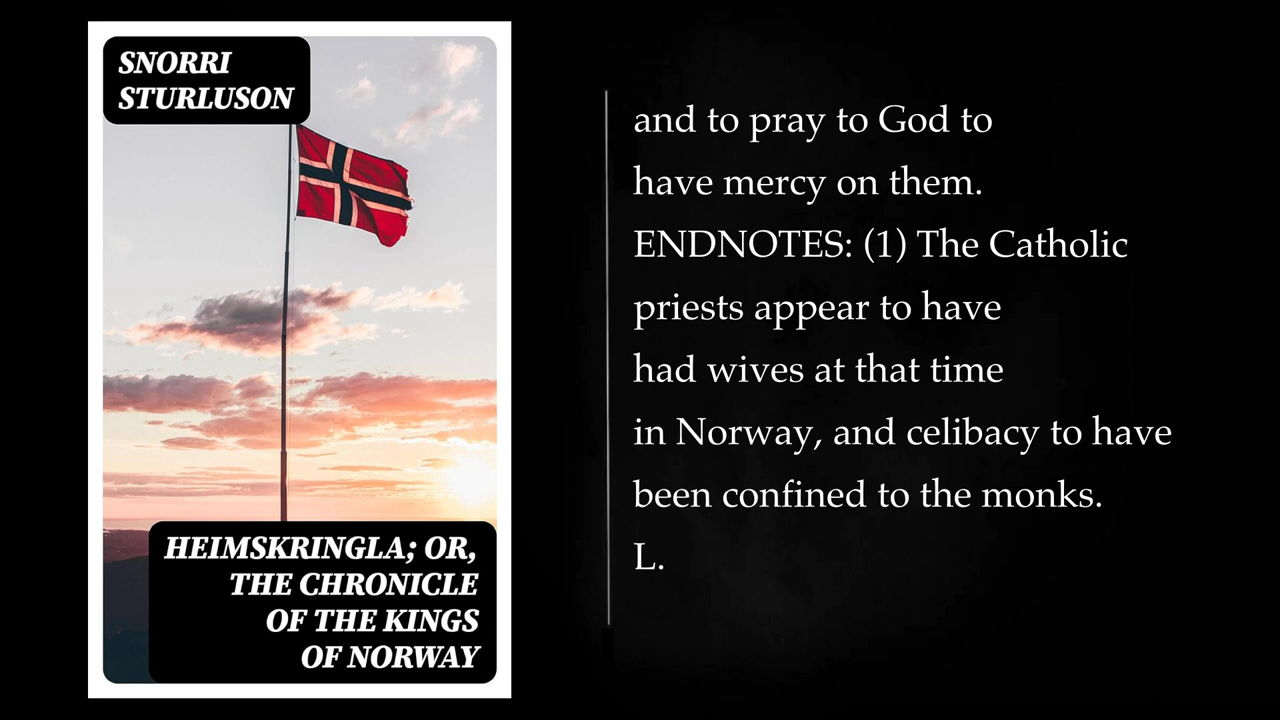 SNORRI
STURLUSON
HEIMSKRINGLA; OR,
THE CHRONICLE
OF THE KINGS
OF NORWAY
and to pray to God to
have mercy on them.
ENDNOTES: (1) The Catholic
priests appear to have
had wives at that time
in Norway, and celibacy to have
been confined to the monks.
L.